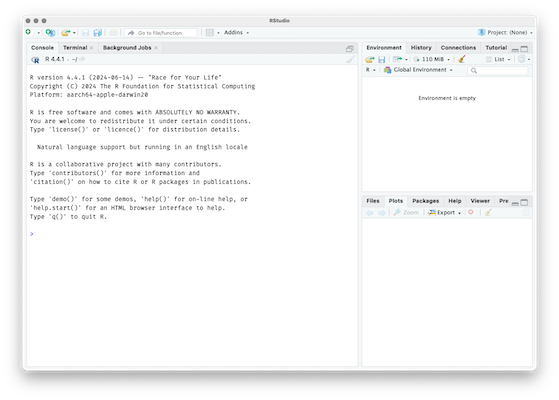 RStudio
Go to file/function
Addins
Project: (None)
Console Terminal Background Jobs
R 4.4.1 · ~/
R version 4.4.1 (2024-06-14) -- "Race for Your Life"
Copyright (C) 2024 The R Foundation for Statistical Computing
Platform: aarch64-apple-darwin20
R is free software and comes with ABSOLUTELY NO WARRANTY.
You are welcome to redistribute it under certain conditions.
Type 'license()' or 'licence()' for distribution details.
Natural language support but running in an English locale
R is a collaborative project with many contributors.
Type 'contributors()' for more information and
'citation()' on how to cite R or R packages in publications.
Type 'demo()' for some demos, 'help()' for on-line help, or
'help.start()' for an HTML browser interface to help.
Type 'q()' to quit R.
>
Environment History Connections Tutorial
110 MiB
List
R
Global Environment
Environment is empty
Files Plots Packages Help Viewer Pre
Zoom
Export